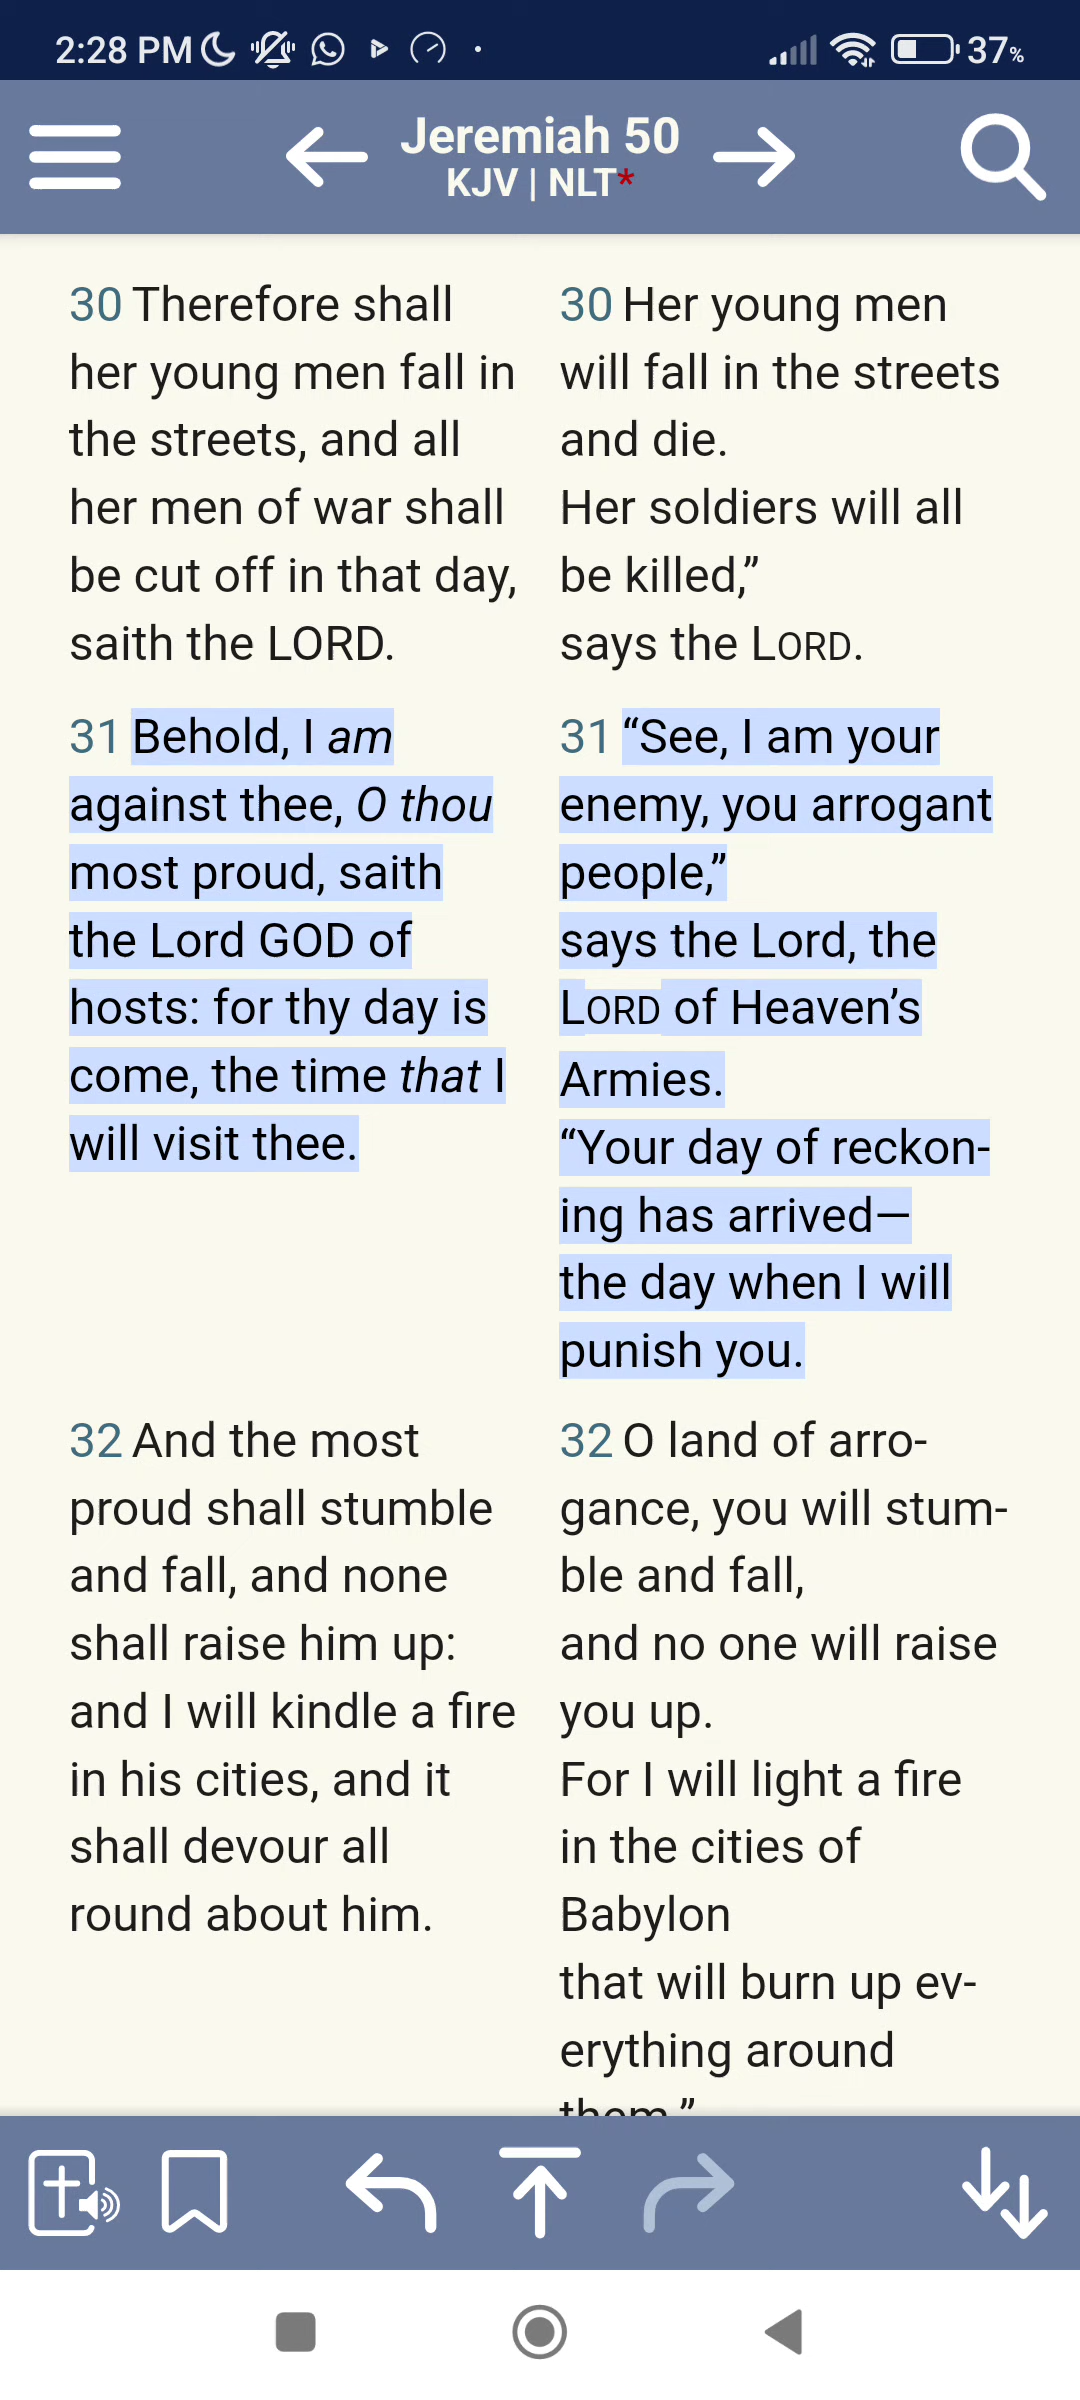 2:28 PM
37%
Jeremiah 50
KJV | NLT*
30 Therefore shall
her young men fall in
the streets, and all
her men of war shall
be cut off in that day,
saith the LORD.
30 Her young men
will fall in the streets
and die.
Her soldiers will all
be killed,”
says the LORD.
31 Behold, I am
against thee, O thou
most proud, saith
the Lord GOD of
hosts: for thy day is
come, the time that I
will visit thee.
31 “See, I am your
enemy, you arrogant
people,”
says the Lord, the
LORD of Heaven’s
Armies.
“Your day of reckon-
ing has arrived—
the day when I will
punish you.
32 And the most
proud shall stumble
and fall, and none
shall raise him up:
and I will kindle a fire
in his cities, and it
shall devour all
round about him.
32 O land of arro-
gance, you will stum-
ble and fall,
and no one will raise
you up.
For I will light a fire
in the cities of
Babylon
that will burn up ev-
erything around
them.”